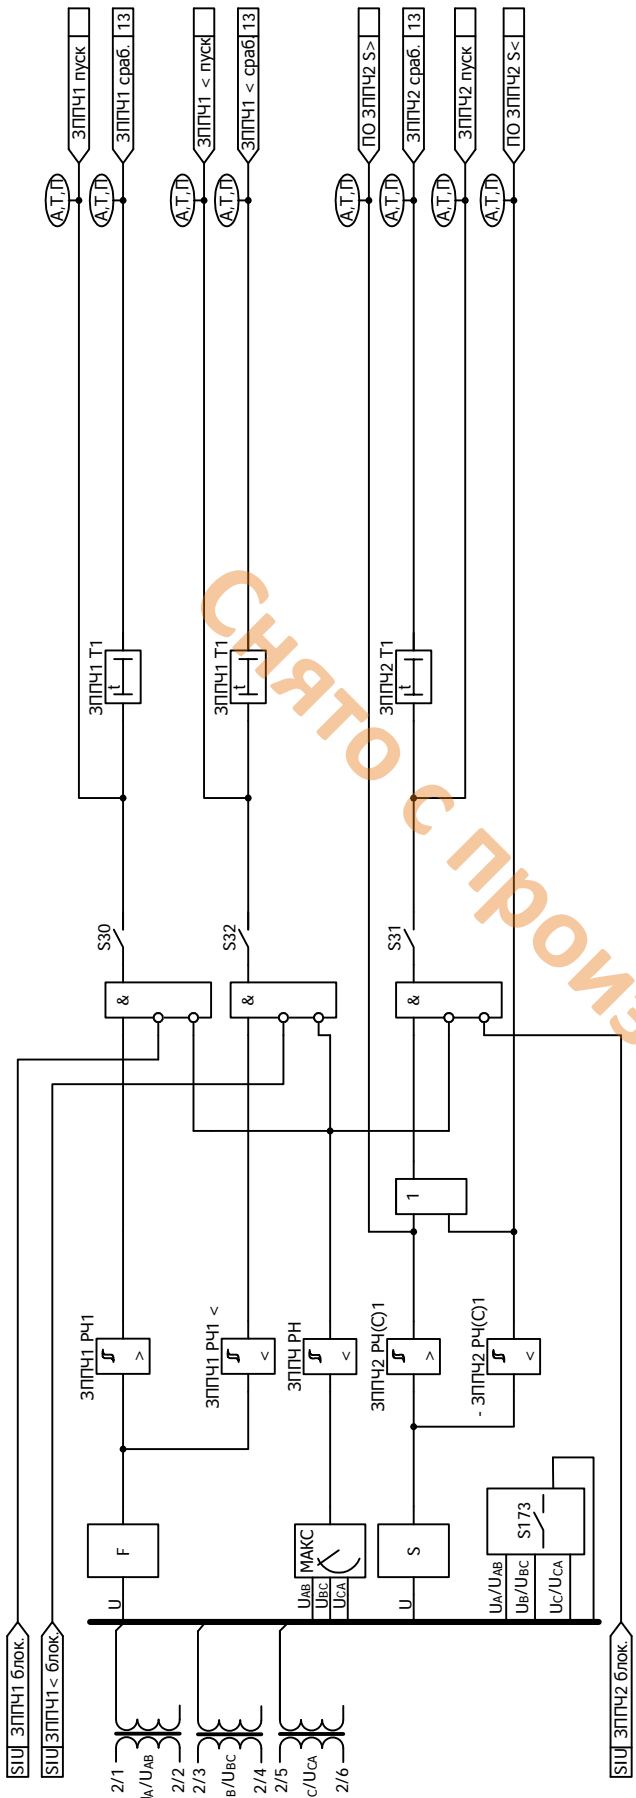 ЗППЧ1 пуск
ЗППЧ1 сраб. 13
ЗППЧ1 < пуск
ЗППЧ1 < сраб. 13
ПО ЗППЧ2 S>
ЗППЧ2 сраб. 13
ЗППЧ2 пуск
ПО ЗППЧ2 S<
А,Т,П
А,Т,П
А,Т,П
А,Т,П
А,Т,П
А,Т,П
А,Т,П
А,Т,П
ЗППЧ1 Т1
t
ЗППЧ1 Т1
t
ЗППЧ2 Т1
t
S30
S32
S31
&
&
&
1
ЗППЧ1 РЧ1
>
ЗППЧ1 РЧ1 <
<
ЗППЧ РН
<
ЗППЧ2 РЧ(С)1
>
- ЗППЧ2 РЧ(С)1
<
F
МАКС
S
S173
U
UAB
UBC
UCA
U
UA/UAB
UB/UBC
UC/UCA
SIU ЗППЧ1 блок.
SIU ЗППЧ1< блок.
SIU ЗППЧ2 блок.
2/1
A/UAB
2/2
2/3
B/UBC
2/4
2/5
C/UCA
2/6
Снято с произ